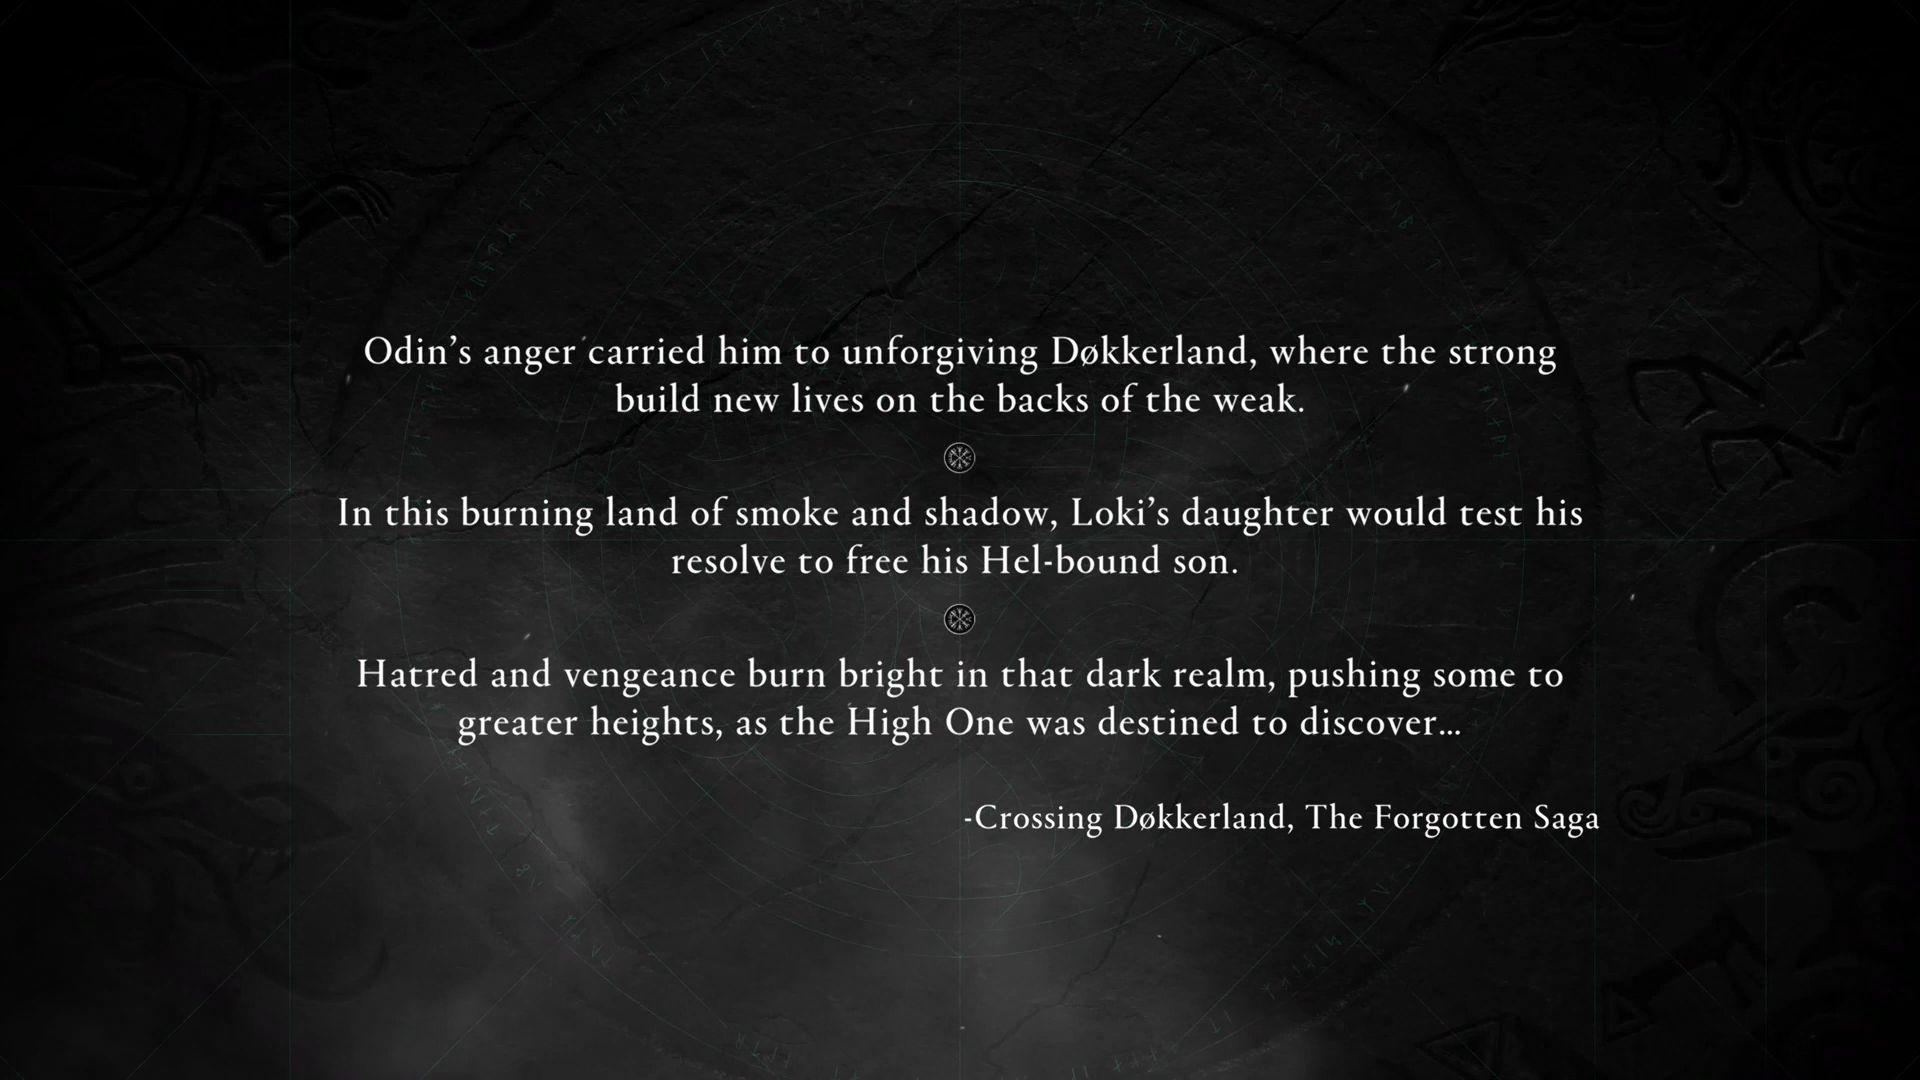 Odin’s anger carried him to unforgiving Døkkerland, where the strong
build new lives on the backs of the weak.
In this burning land of smoke and shadow, Loki’s daughter would test his
resolve to free his Hel-bound son.
Hatred and vengeance burn bright in that dark realm, pushing some to
greater heights, as the High One was destined to discover...
-Crossing Døkkerland, The Forgotten Saga